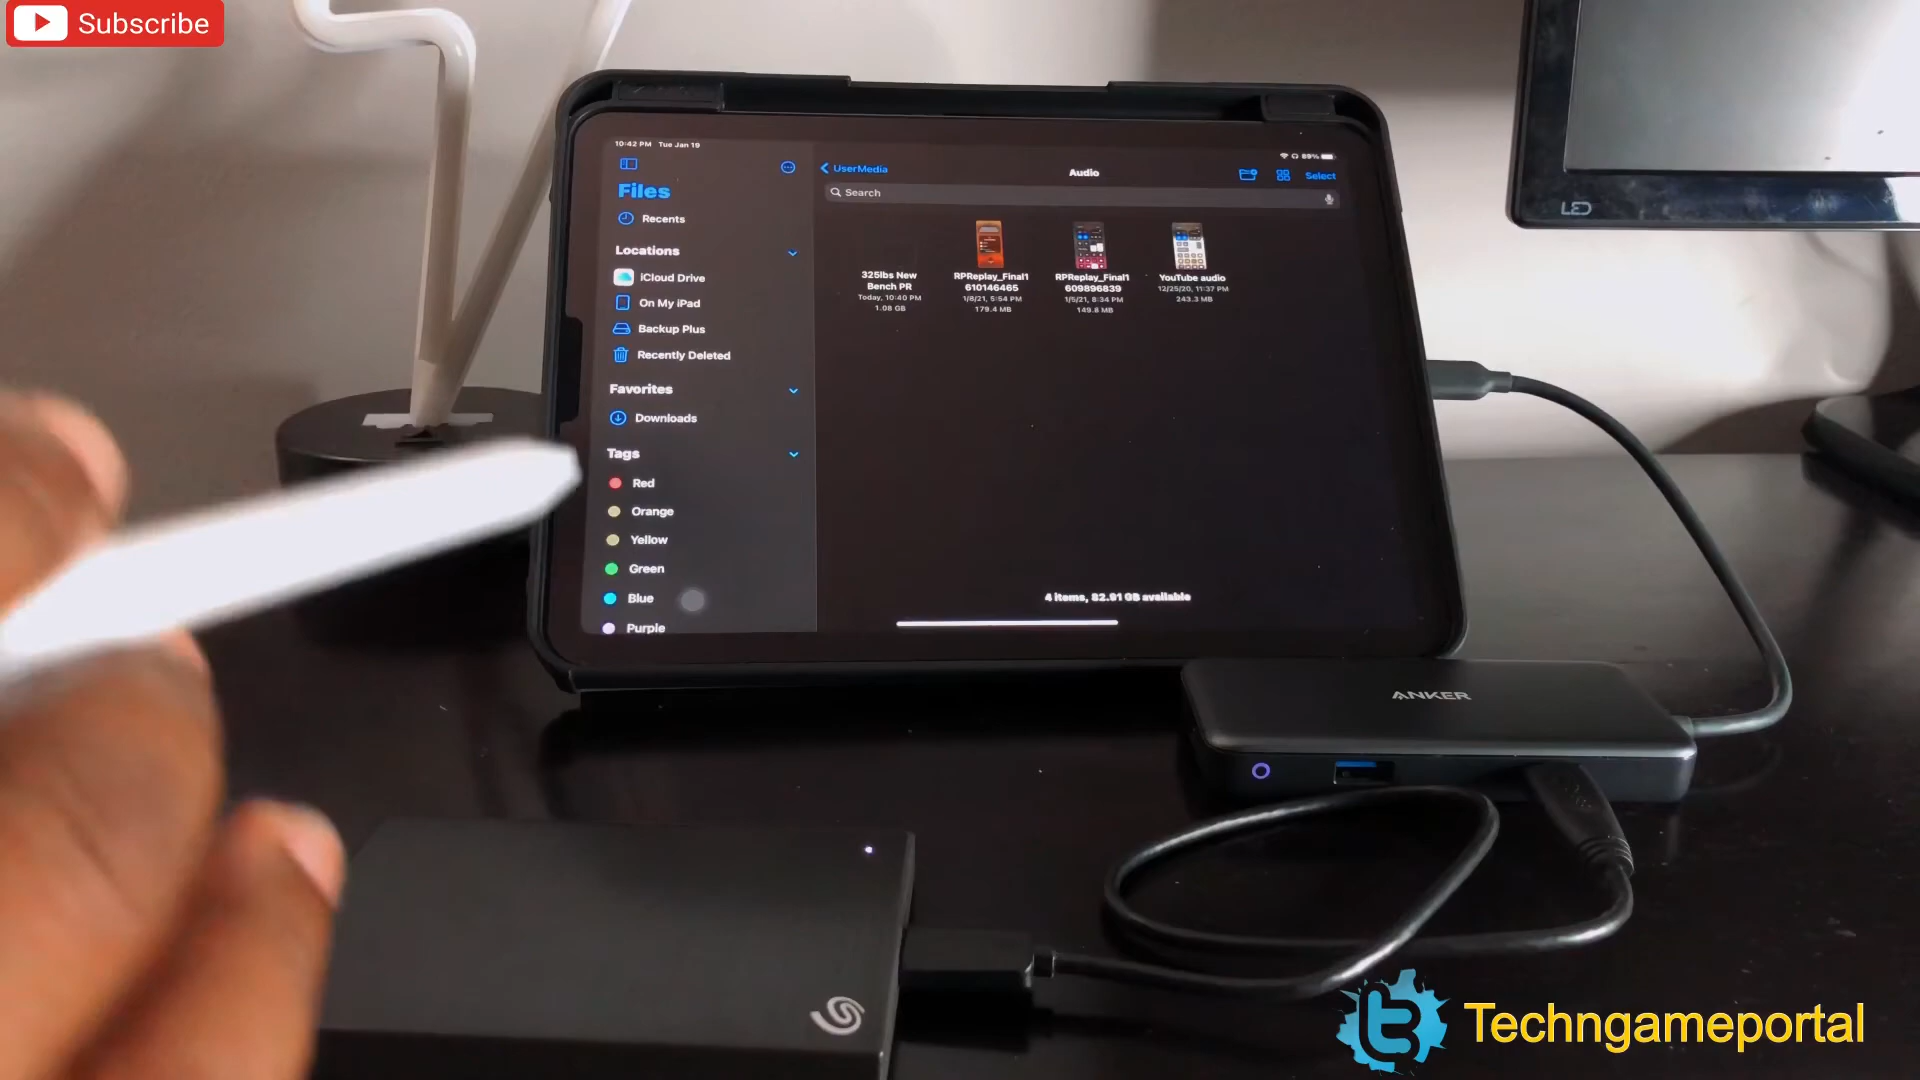 Subscribe
10:42 PM Tue Jan 19
89%
Files
Recents
Locations
iCloud Drive
On My iPad
Backup Plus
Recently Deleted
Favorites
Downloads
Tags
Red
Orange
Yellow
Green
Blue
Purple
UserMedia
Audio
Select
Search
325lbs New
Bench PR
Today, 10:40 PM
1.08 GB
RPReplay_Final1
610146465
1/8/21, 5:54 PM
179.4 MB
RPReplay_Final1
609896839
1/5/21, 8:34 PM
149.8 MB
YouTube audio
12/25/20, 11:37 PM
243.3 MB
4 items, 82.91 GB available
LED
ANKER
Techngameportal